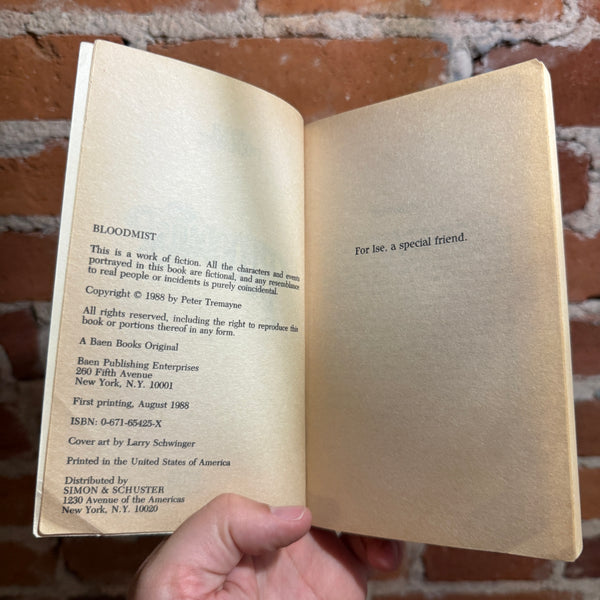 BLOODMIST
This is a work of fiction. All the characters and events
portrayed in this book are fictional, and any resemblance
to real people or incidents is purely coincidental.
Copyright © 1988 by Peter Tremayne
All rights reserved, including the right to reproduce this
book or portions thereof in any form.
A Baen Books Original
Baen Publishing Enterprises
260 Fifth Avenue
New York, N.Y. 10001
First printing, August 1988
ISBN: 0-671-65425-X
Cover art by Larry Schwinger
Printed in the United States of America
Distributed by
SIMON & SCHUSTER
1230 Avenue of the Americas
New York, N.Y. 10020
For Ise, a special friend.